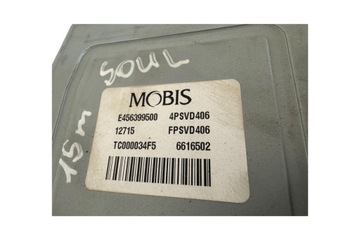 SOUL
15m
MOBIS
E456399500 4PSVD406
12715 FPSVD406
TC000034F5 6616502